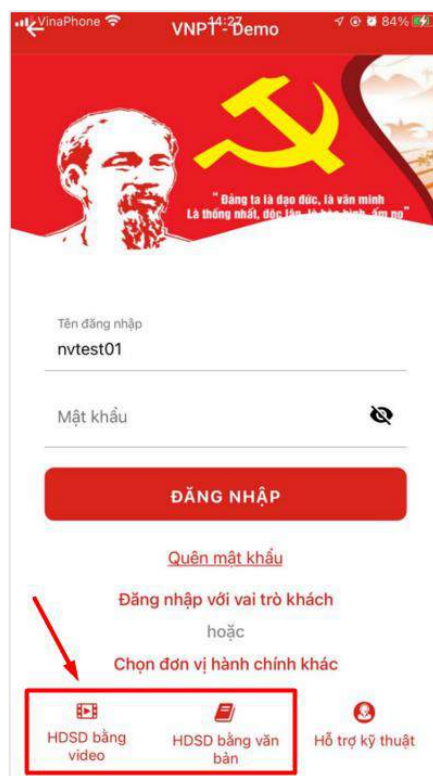 VinaPhone
14:27
84%
VNPT - Demo
“ Đảng ta là đạo đức, là văn minh
Là thống nhất, độc lập, là hòa bình, ấm no”
Tên đăng nhập
nvtest01
Mật khẩu
ĐĂNG NHẬP
Quên mật khẩu
Đăng nhập với vai trò khách
hoặc
Chọn đơn vị hành chính khác
HDSD bằng video
HDSD bằng văn bản
Hỗ trợ kỹ thuật